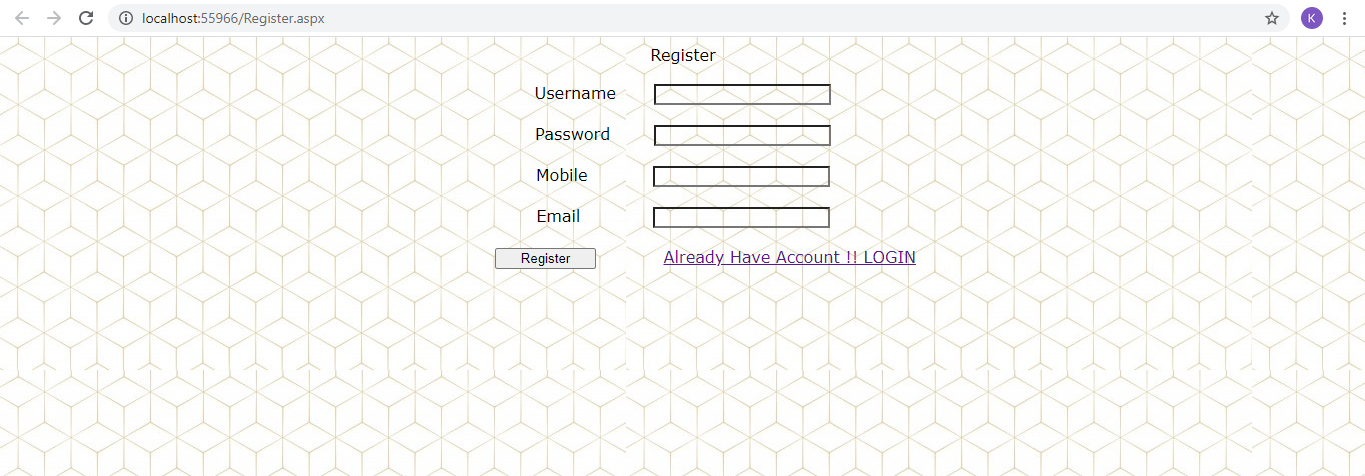 localhost:55966/Register.aspx
K
Register
Username
Password
Mobile
Email
Register Already Have Account !! LOGIN